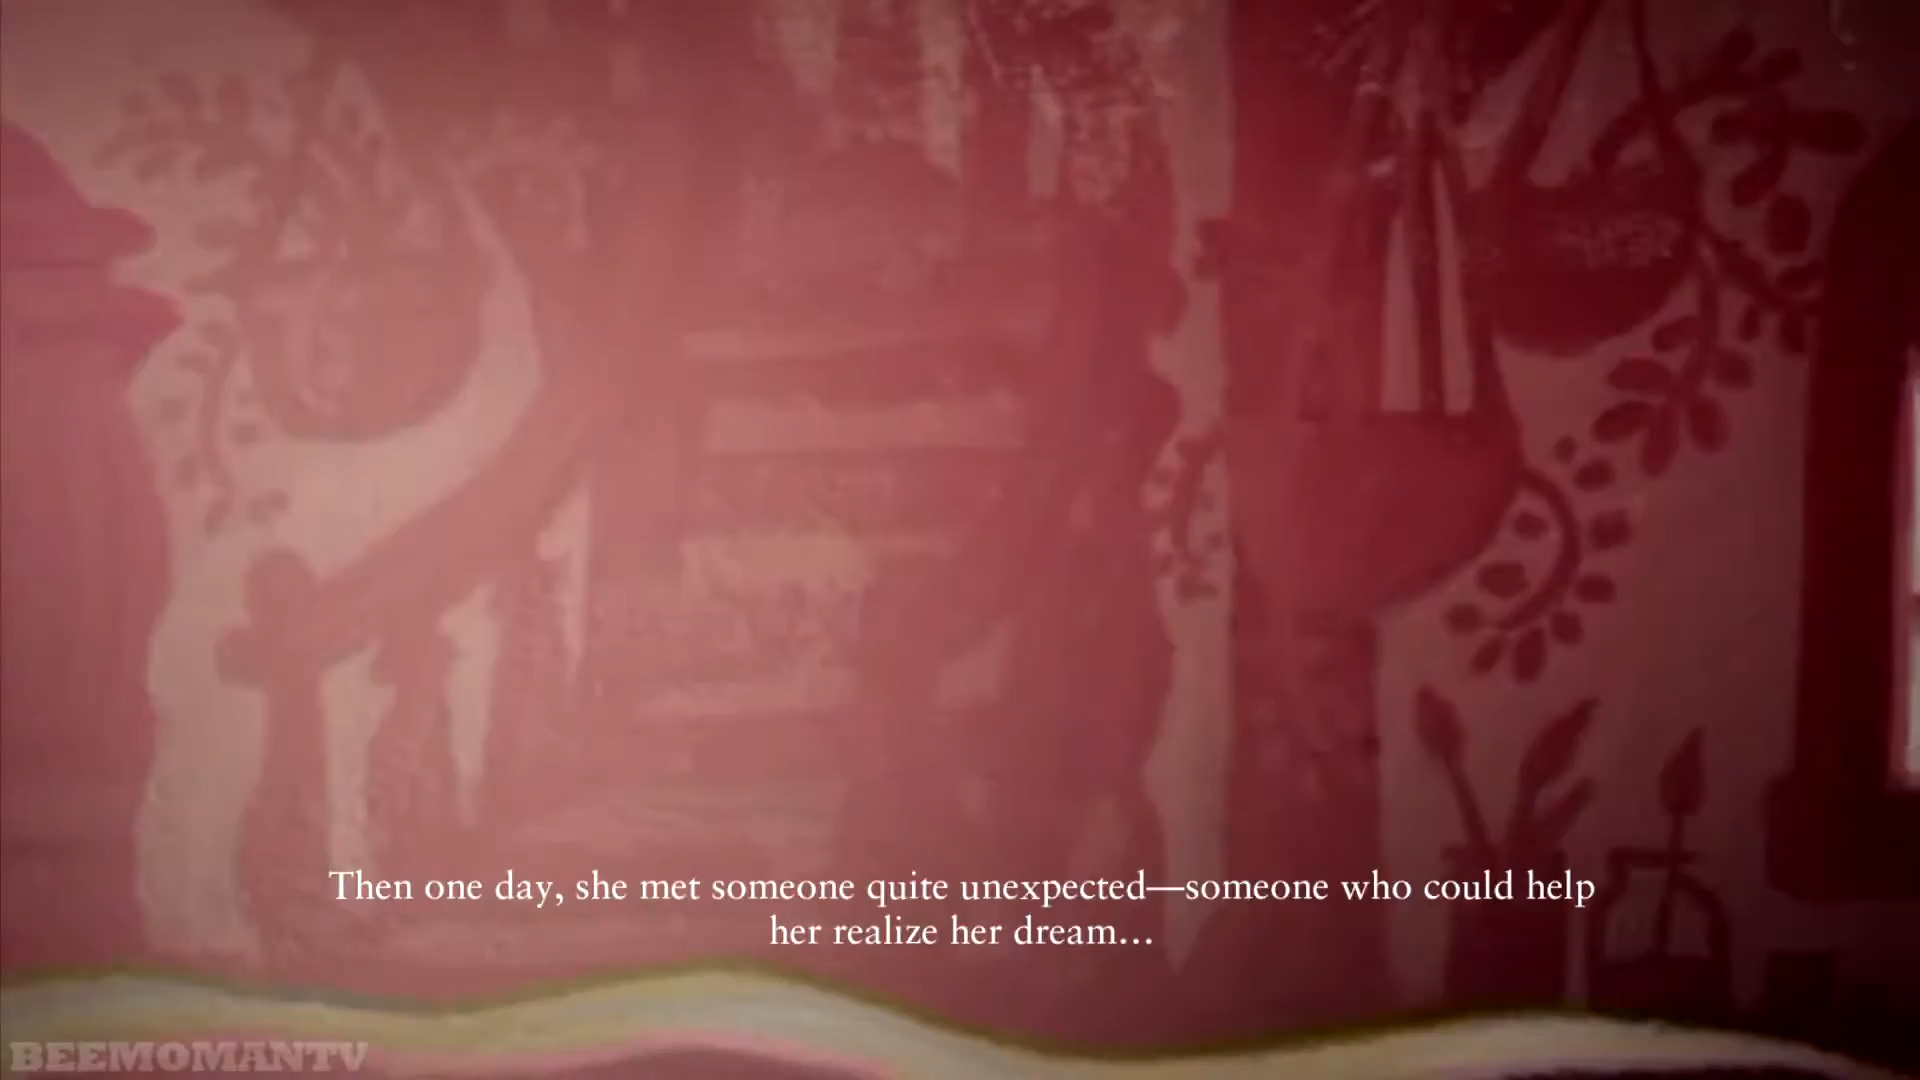 Then one day, she met someone quite unexpected—someone who could help
her realize her dream…
BEEMOMANTV